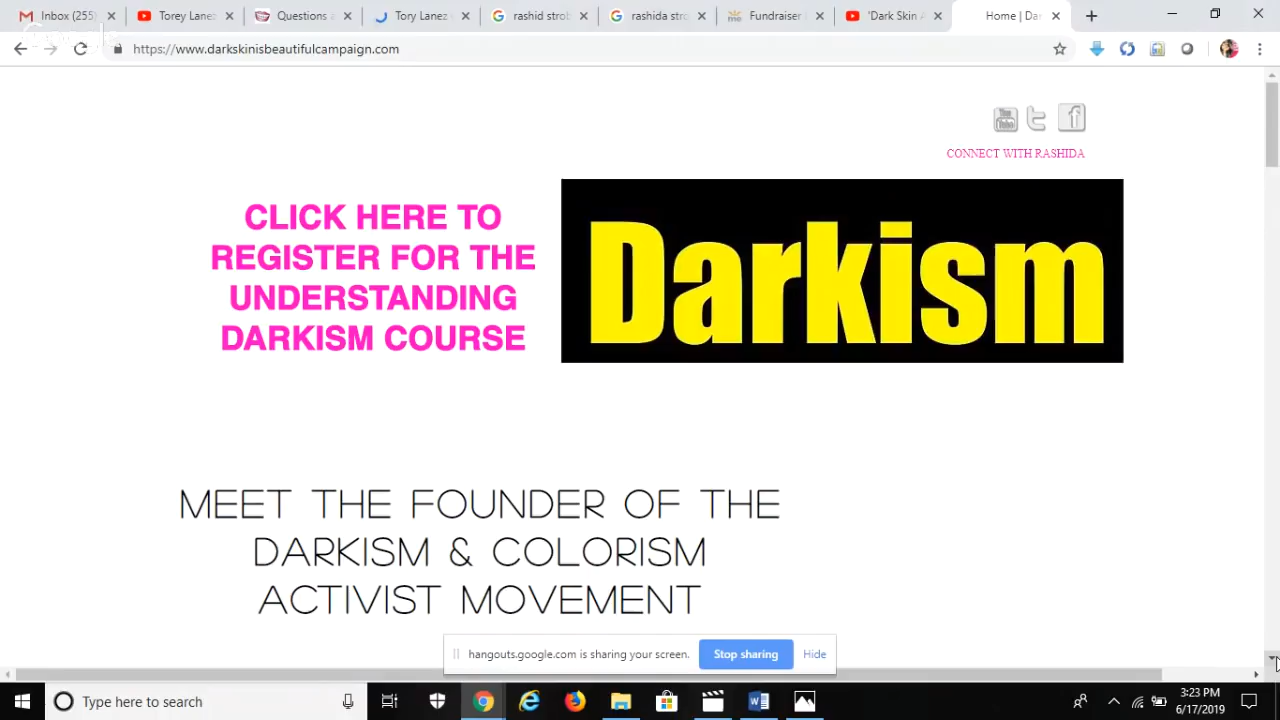 Inbox (255)
Torey Lanez
Questions a
Tory Lanez
rashid strob
rashida stro
Fundraiser
'Dark Skin
Home | Dar
https://www.darkskinisbeautifulcampaign.com
You
Tube
t
f
CONNECT WITH RASHIDA
CLICK HERE TO
REGISTER FOR THE
UNDERSTANDING
DARKISM COURSE
Darkism
MEET THE FOUNDER OF THE
DARKISM & COLORISM
ACTIVIST MOVEMENT
hangouts.google.com is sharing your screen.
Stop sharing
Hide
Type here to search
3:23 PM
6/17/2019